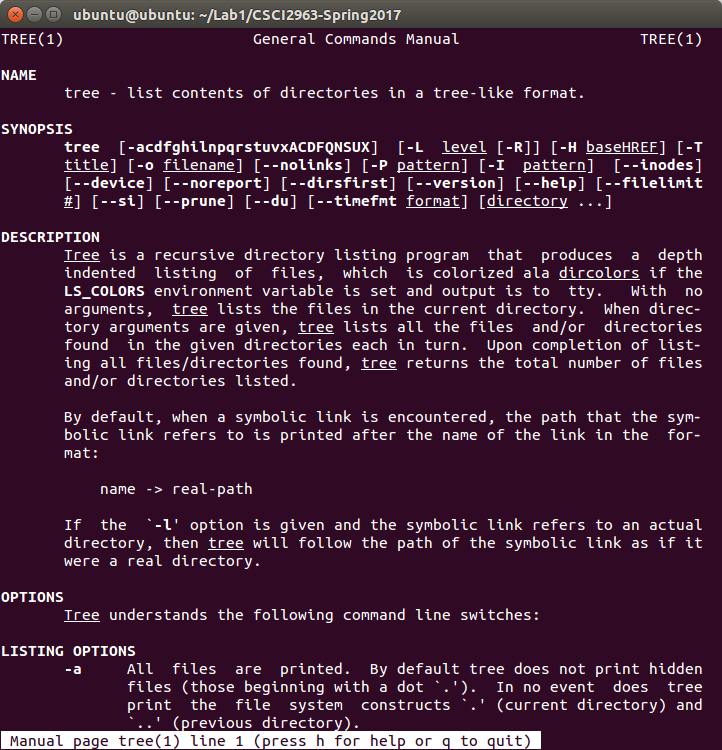 ubuntu@ubuntu: ~/Lab1/CSCI2963-Spring2017
TREE(1)                     General Commands Manual                    TREE(1)
NAME
       tree - list contents of directories in a tree-like format.
SYNOPSIS
       tree  [-acdfghilnpqrstuvxACDFQNSUX]  [-L  level [-R]] [-H baseHREF] [-T
       title] [-o filename] [--nolinks] [-P pattern] [-I  pattern]  [--inodes]
       [--device] [--noreport] [--dirsfirst] [--version] [--help] [--filelimit
       #] [--si] [--prune] [--du] [--timefmt format] [directory ...]
DESCRIPTION
       Tree is a recursive directory listing program  that  produces  a  depth
       indented  listing  of  files,  which  is colorized ala dircolors if the
       LS_COLORS environment variable is set and output is to  tty.   With  no
       arguments,  tree lists the files in the current directory.  When direc-
       tory arguments are given, tree lists all the files  and/or  directories
       found  in the given directories each in turn.  Upon completion of list-
       ing all files/directories found, tree returns the total number of files
       and/or directories listed.
       By default, when a symbolic link is encountered, the path that the sym-
       bolic link refers to is printed after the name of the link in the  for-
       mat:
           name -> real-path
       If  the  `-l' option is given and the symbolic link refers to an actual
       directory, then tree will follow the path of the symbolic link as if it
       were a real directory.
OPTIONS
       Tree understands the following command line switches:
LISTING OPTIONS
       -a     All  files  are  printed.  By default tree does not print hidden
              files (those beginning with a dot `.').  In no event  does  tree
              print  the  file  system  constructs `.' (current directory) and
              `..' (previous directory).
 Manual page tree(1) line 1 (press h for help or q to quit)